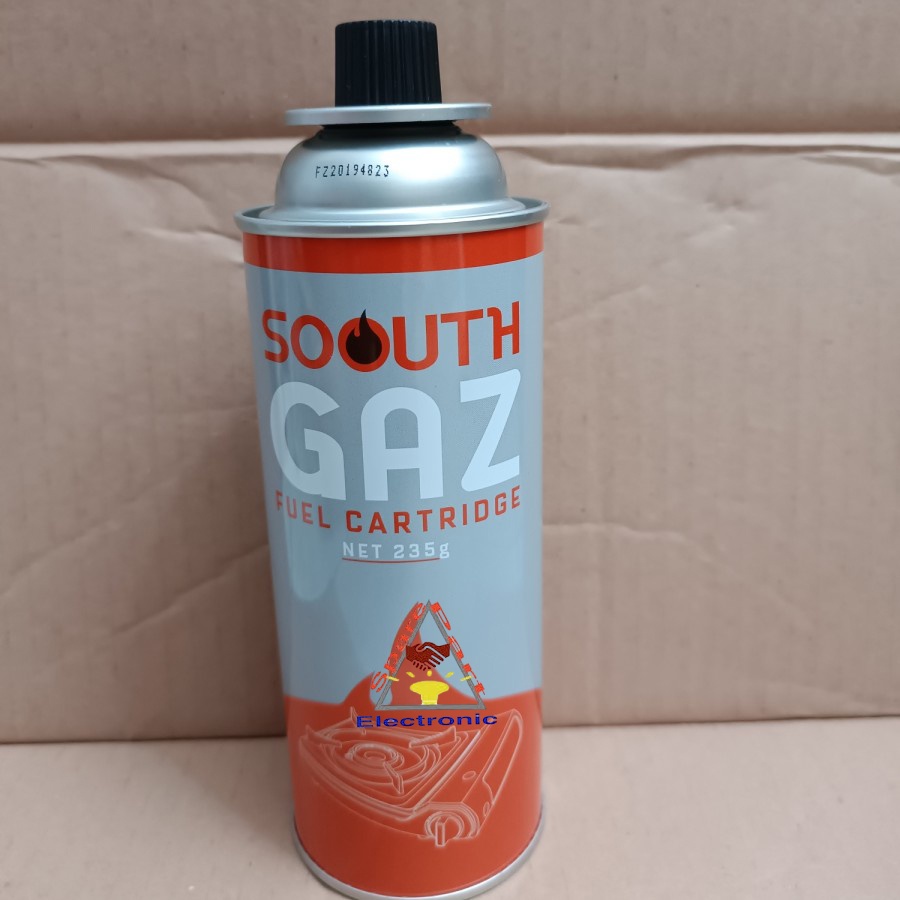 FZ20194823
SOOUTH
GAZ
FUEL CARTRIDGE
NET 235g
Electronic